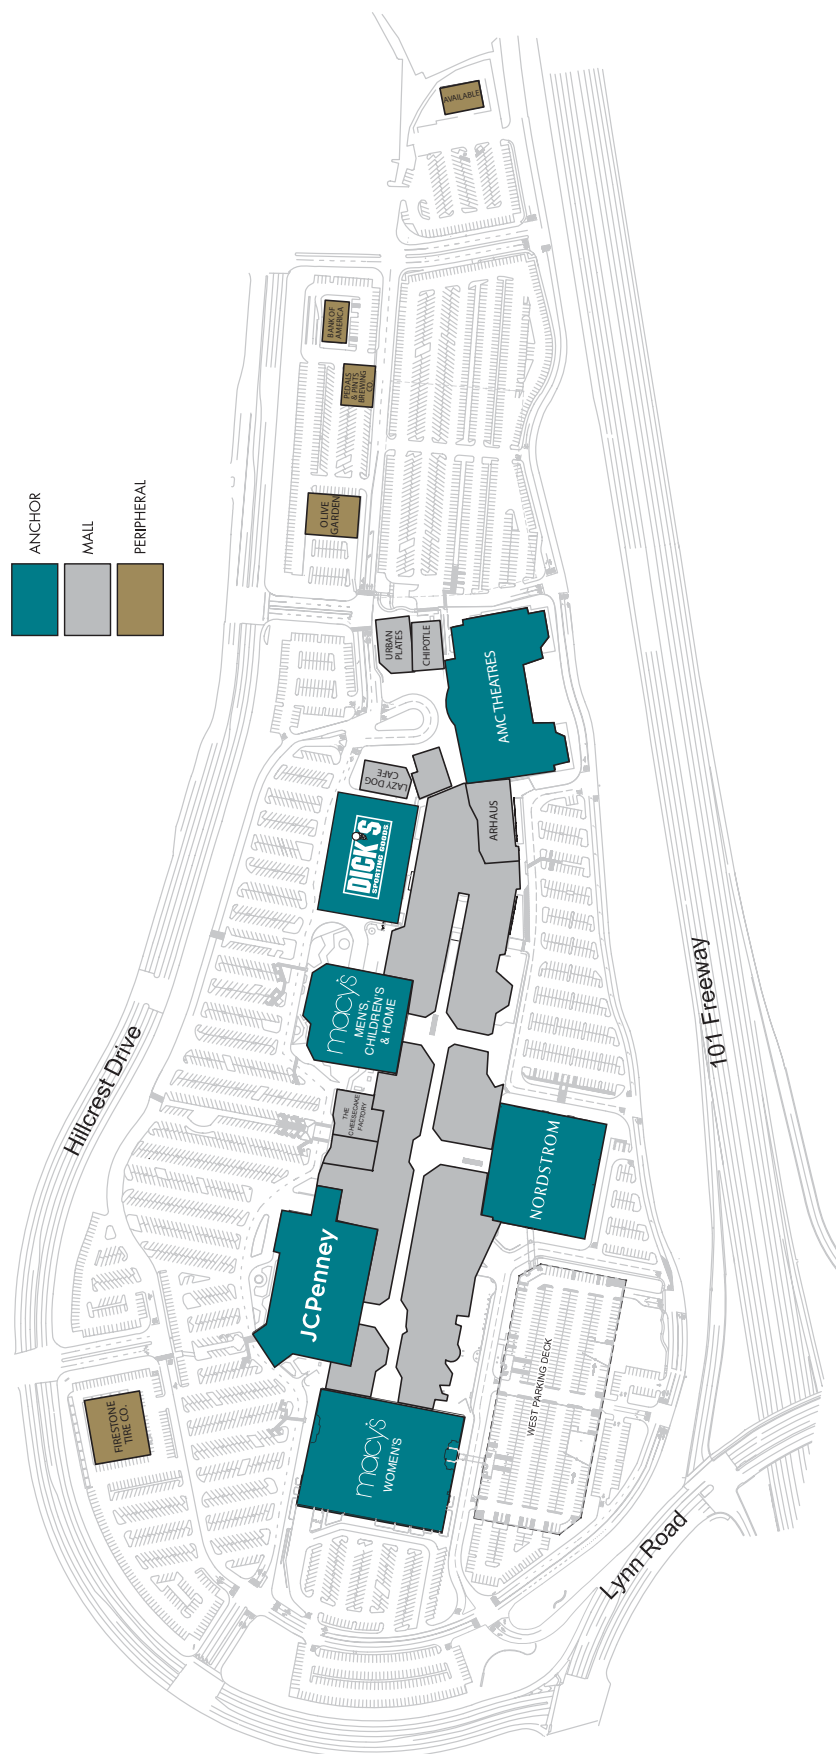 ANCHOR
MALL
PERIPHERAL
AVAILABLE
BANK OF
AMERICA
PEDALS
& PINTS
BREWING
CO.
OLIVE
GARDEN
URBAN
PLATES
CHIPOTLE
AMC THEATRES
LAZY DOG
CAFE
ARHAUS
DICK'S
SPORTING GOODS
macy's
MEN'S,
CHILDREN'S
& HOME
THE
CHEESECAKE
FACTORY
NORDSTROM
JCPenney
macy's
WOMEN'S
WEST PARKING DECK
FIRESTONE
TIRE CO.
Hillcrest Drive
101 Freeway
Lynn Road